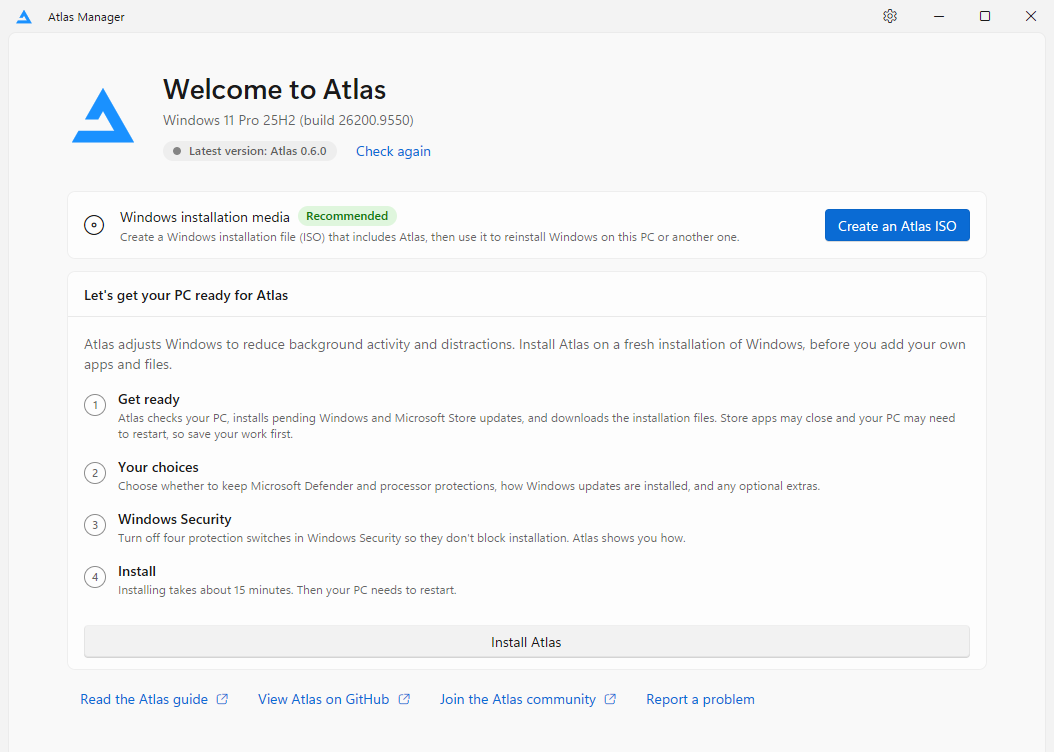 Atlas Manager
Welcome to Atlas
Windows 11 Pro 25H2 (build 26200.9550)
Latest version: Atlas 0.6.0 Check again
Windows installation media Recommended
Create a Windows installation file (ISO) that includes Atlas, then use it to reinstall Windows on this PC or another one.
Create an Atlas ISO
Let's get your PC ready for Atlas
Atlas adjusts Windows to reduce background activity and distractions. Install Atlas on a fresh installation of Windows, before you add your own
apps and files.
1 Get ready
Atlas checks your PC, installs pending Windows and Microsoft Store updates, and downloads the installation files. Store apps may close and your PC may need
to restart, so save your work first.
2 Your choices
Choose whether to keep Microsoft Defender and processor protections, how Windows updates are installed, and any optional extras.
3 Windows Security
Turn off four protection switches in Windows Security so they don't block installation. Atlas shows you how.
4 Install
Installing takes about 15 minutes. Then your PC needs to restart.
Install Atlas
Read the Atlas guide View Atlas on GitHub Join the Atlas community Report a problem